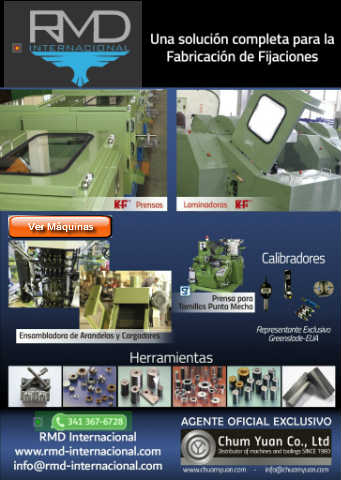 RMD
INTERNACIONAL
Una solución completa para la
Fabricación de Fijaciones
Prensas
Laminadoras
Ver Máquinas
Ensambladora de Arandelas y Cargadores
Prensa para
Tornillos Punta Mecha
Calibradores
Representante Exclusivo
Greenslade-EUA
Herramientas
341 367-6728
RMD Internacional
www.rmd-internacional.com
info@rmd-internacional.com
AGENTE OFICIAL EXCLUSIVO
Chum Yuan Co., Ltd
Distributor of machines and toolings SINCE 1980
www.chuomyuan.com - info@chumyuan.com